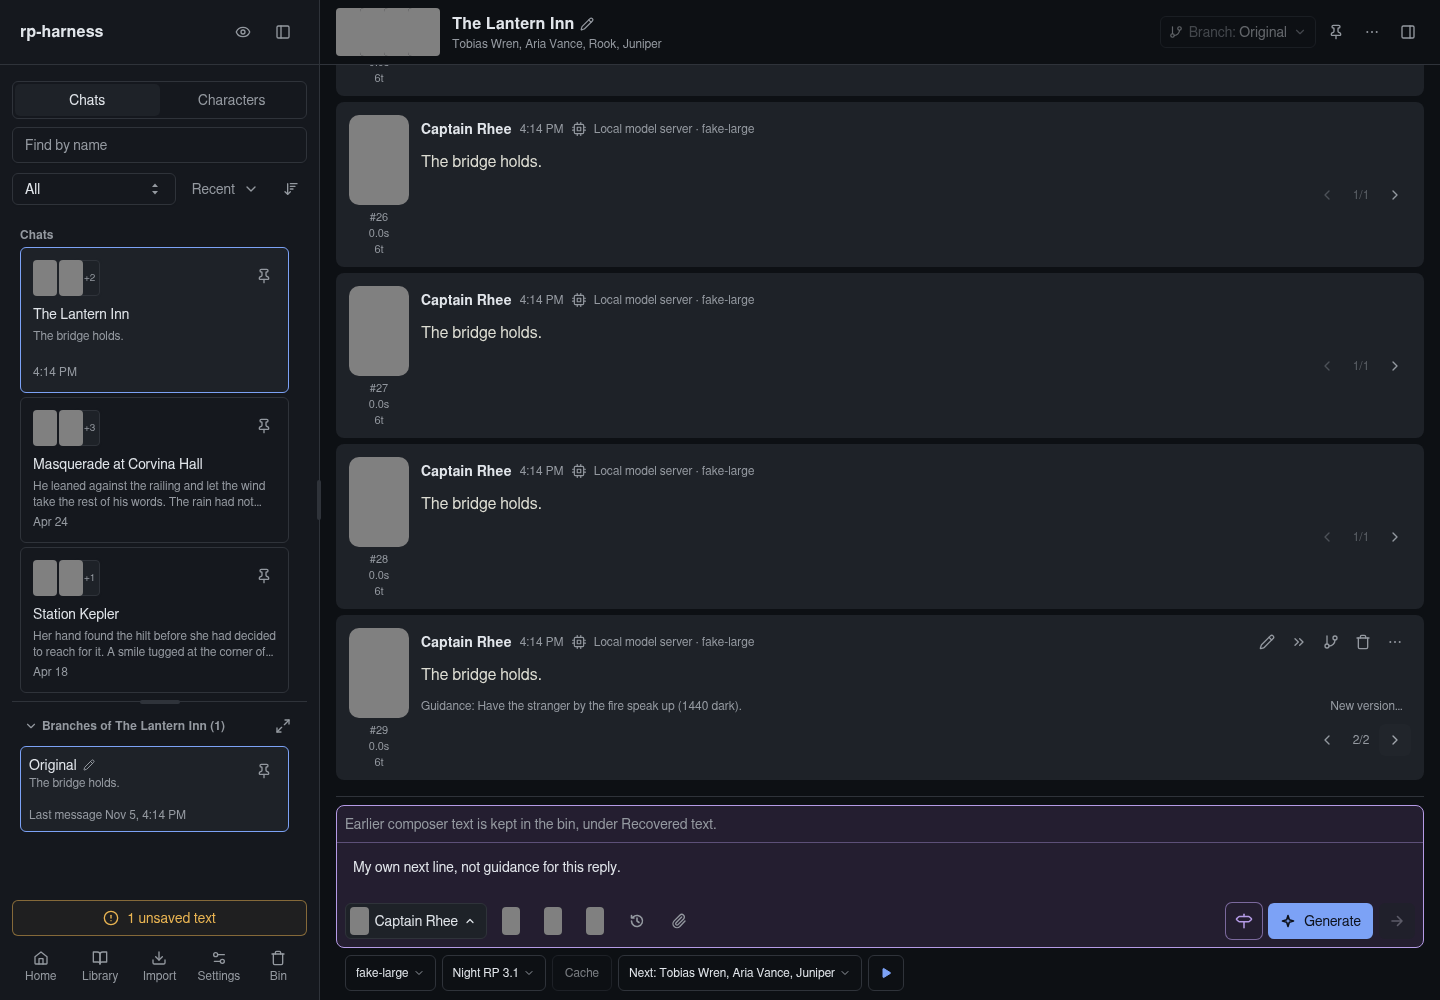 rp-harness
Chats
Characters
Find by name
All
Recent
Chats
+2
The Lantern Inn
The bridge holds.
4:14 PM
+3
Masquerade at Corvina Hall
He leaned against the railing and let the wind
take the rest of his words. The rain had not…
Apr 24
+1
Station Kepler
Her hand found the hilt before she had decided
to reach for it. A smile tugged at the corner of…
Apr 18
Branches of The Lantern Inn (1)
Original
The bridge holds.
Last message Nov 5, 4:14 PM
1 unsaved text
Home
Library
Import
Settings
Bin
The Lantern Inn
Tobias Wren, Aria Vance, Rook, Juniper
Branch: Original
6t
Captain Rhee 4:14 PM Local model server · fake-large
The bridge holds.
1/1
#26
0.0s
6t
Captain Rhee 4:14 PM Local model server · fake-large
The bridge holds.
1/1
#27
0.0s
6t
Captain Rhee 4:14 PM Local model server · fake-large
The bridge holds.
1/1
#28
0.0s
6t
Captain Rhee 4:14 PM Local model server · fake-large
The bridge holds.
Guidance: Have the stranger by the fire speak up (1440 dark).
New version…
2/2
#29
0.0s
6t
Earlier composer text is kept in the bin, under Recovered text.
My own next line, not guidance for this reply.
Captain Rhee
Generate
fake-large
Night RP 3.1
Cache
Next: Tobias Wren, Aria Vance, Juniper